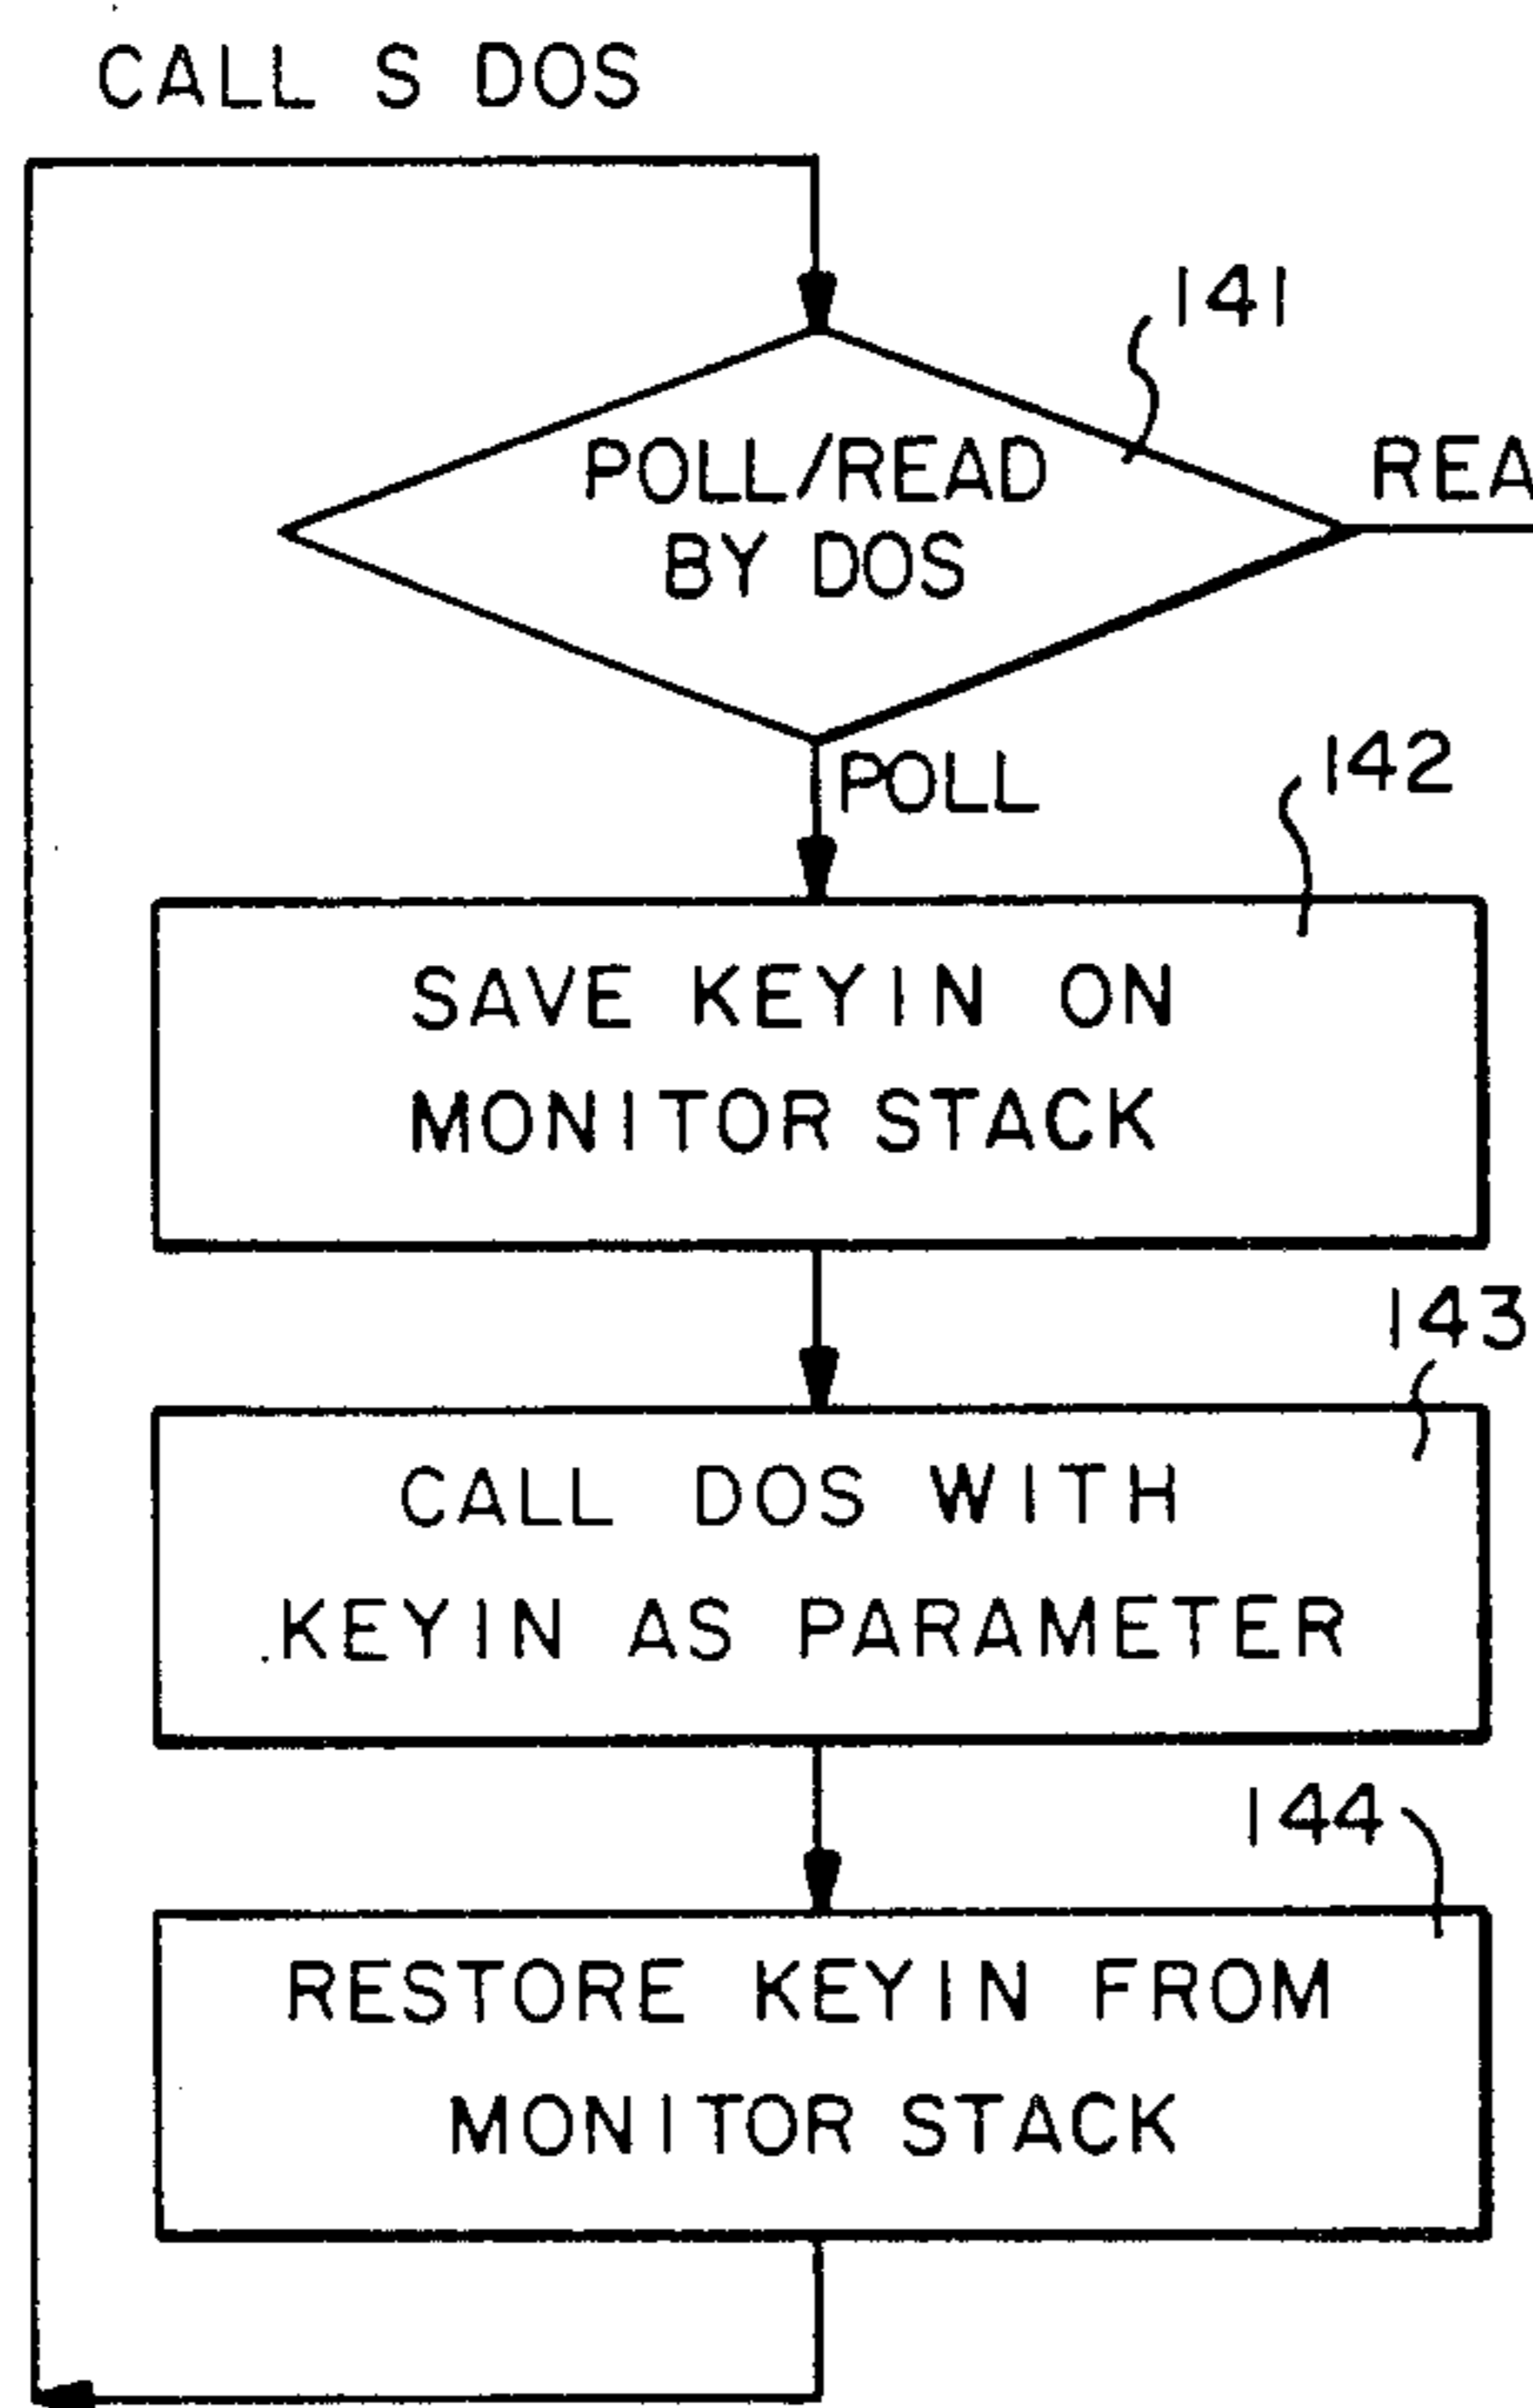 CALL S DOS
141
POLL/READ
BY DOS
REA
POLL
142
SAVE KEYIN ON
MONITOR STACK
143
CALL DOS WITH
KEYIN AS PARAMETER
144
RESTORE KEYIN FROM
MONITOR STACK